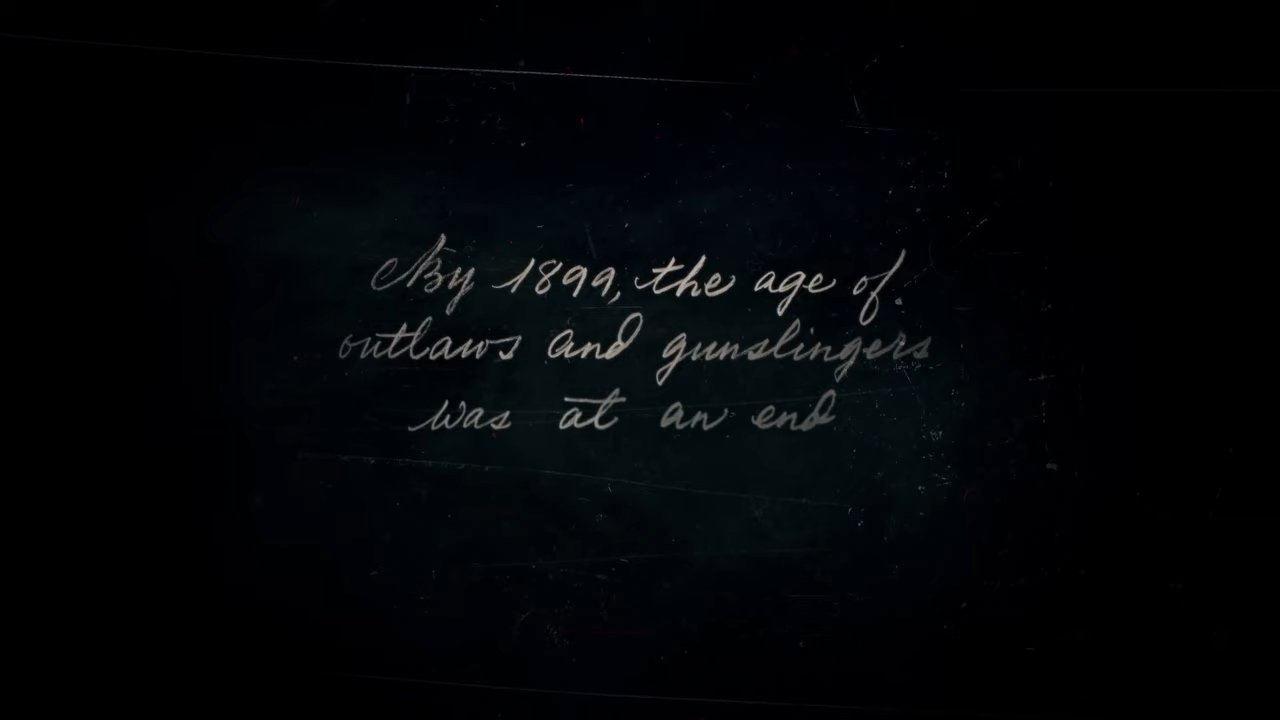 By 1899, the age of
outlaws and gunslingers
was at an end